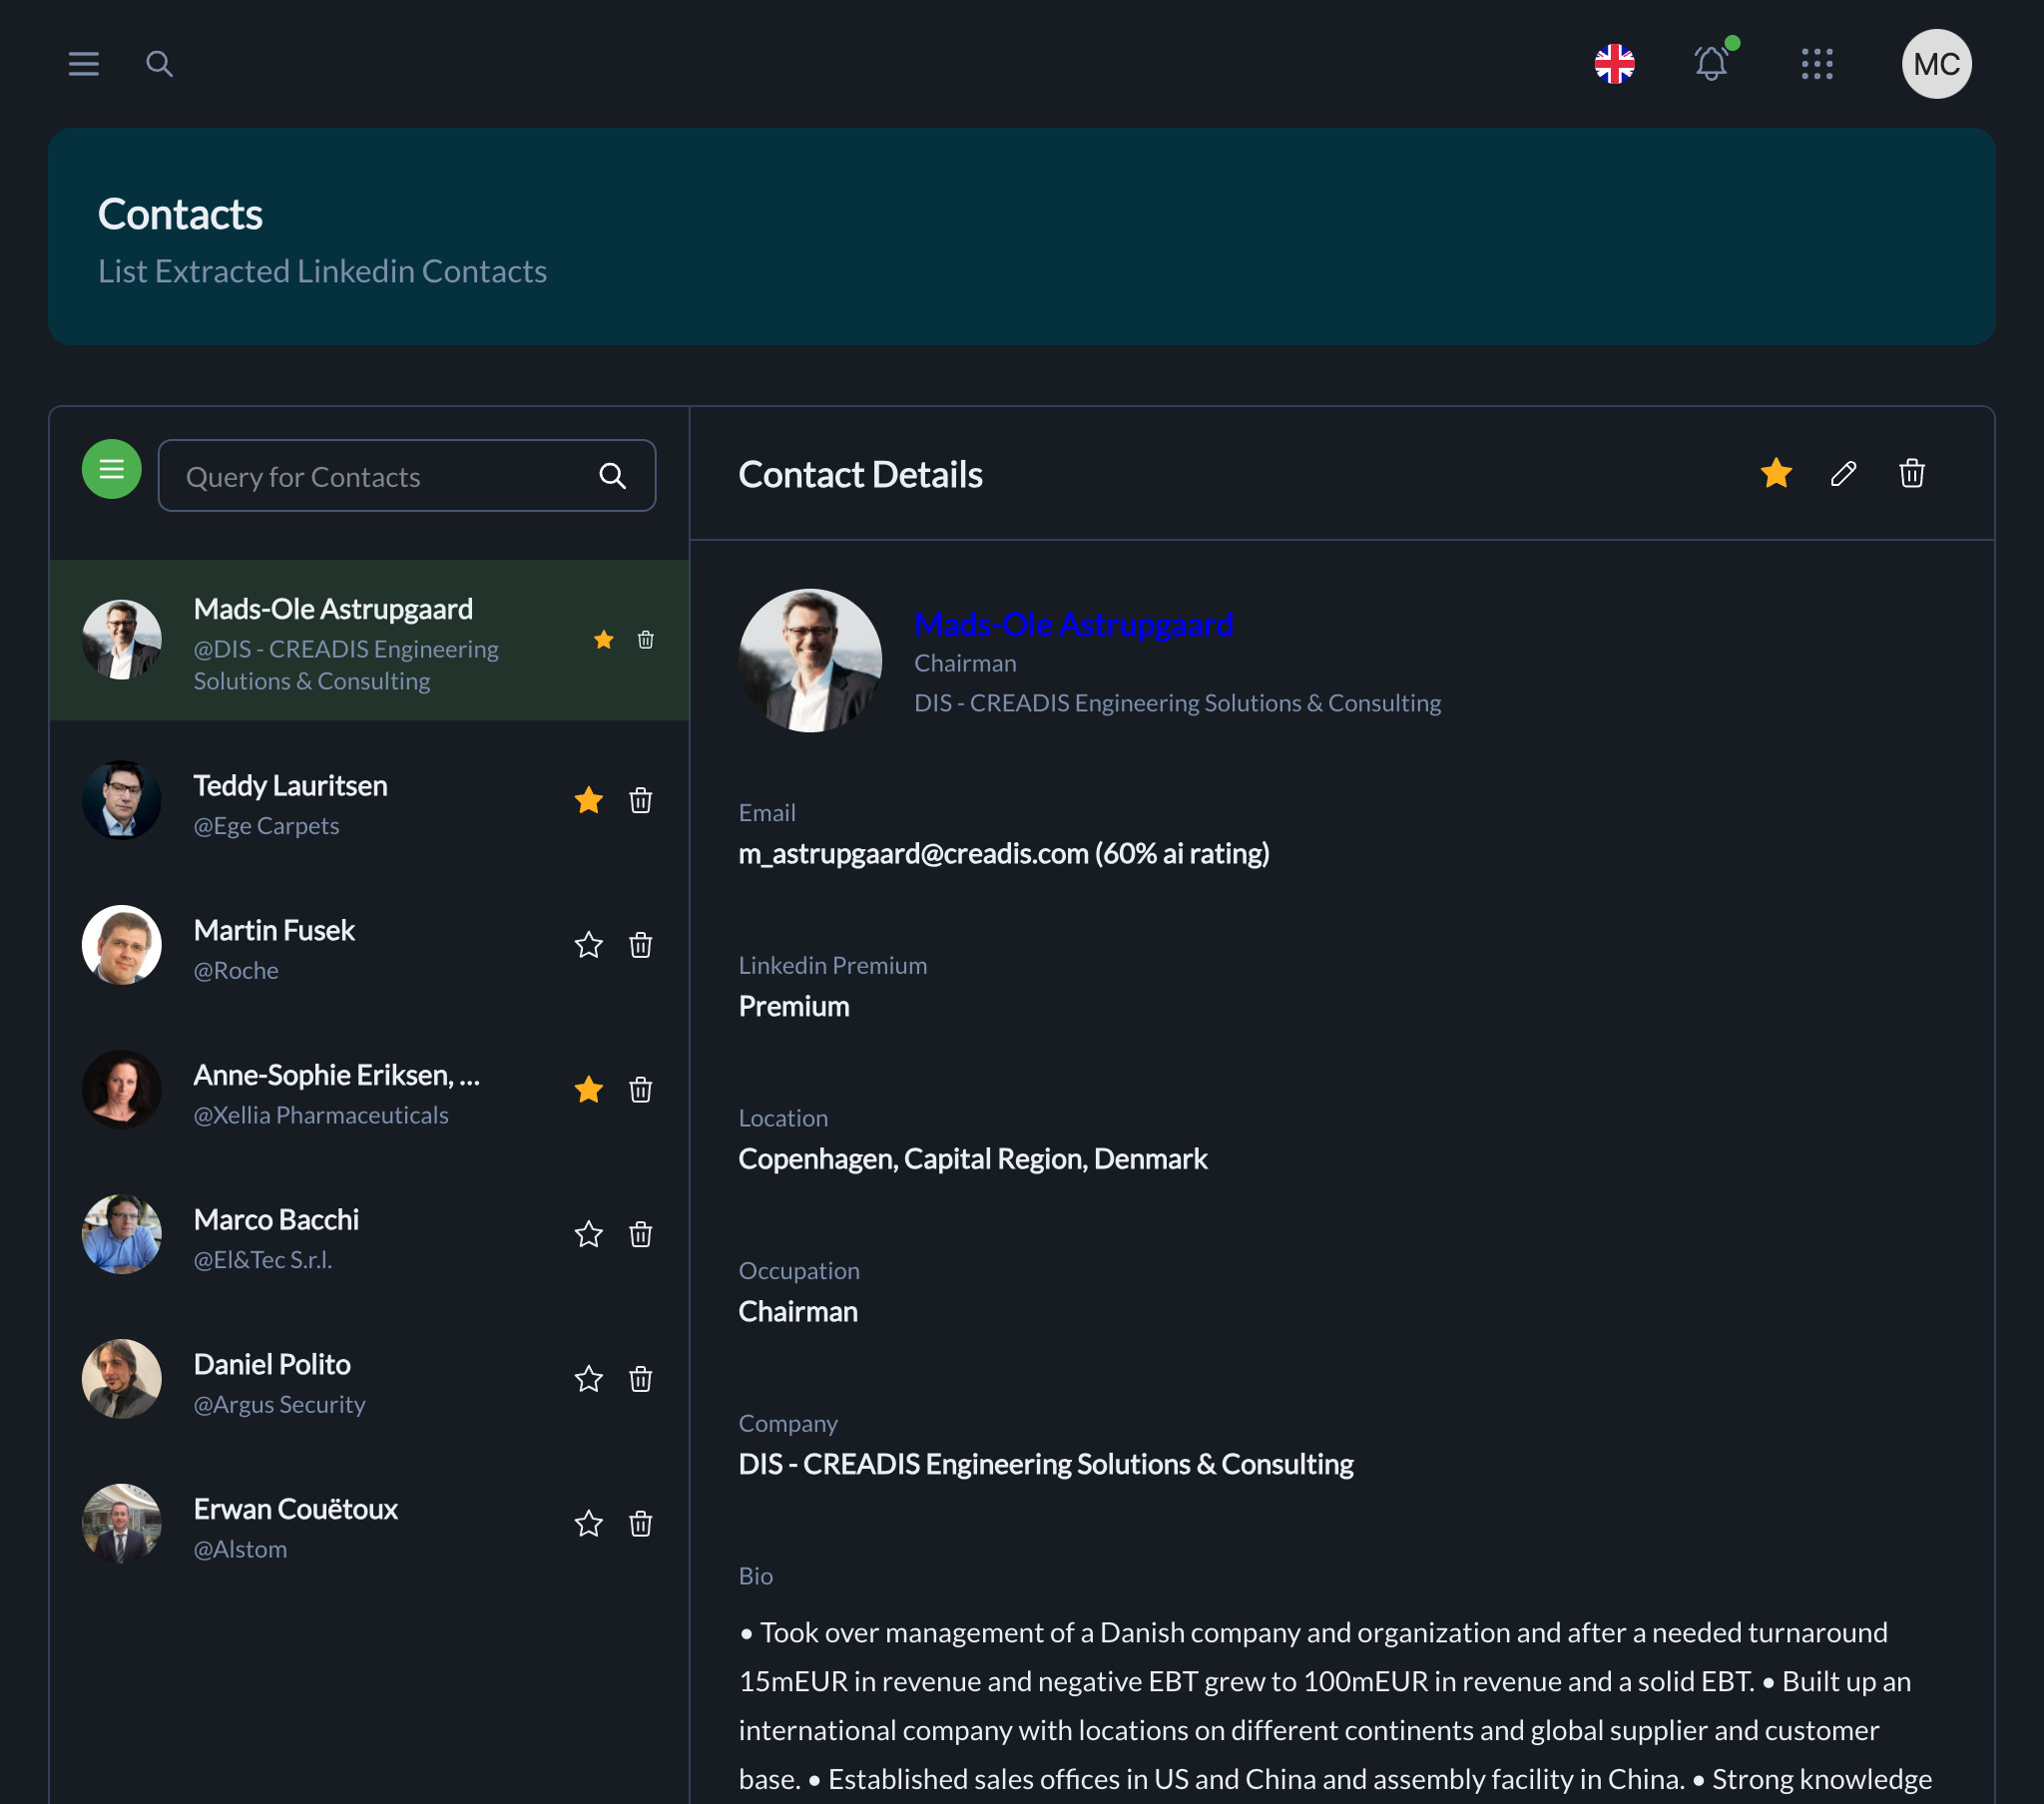 MC
Contacts
List Extracted Linkedin Contacts
Query for Contacts
Mads-Ole Astrupgaard
@DIS - CREADIS Engineering
Solutions & Consulting
Teddy Lauritsen
@Ege Carpets
Martin Fusek
@Roche
Anne-Sophie Eriksen, ...
@Xellia Pharmaceuticals
Marco Bacchi
@El&Tec S.r.l.
Daniel Polito
@Argus Security
Erwan Couëtoux
@Alstom
Contact Details
Mads-Ole Astrupgaard
Chairman
DIS - CREADIS Engineering Solutions & Consulting
Email
m_astrupgaard@creadis.com (60% ai rating)
Linkedin Premium
Premium
Location
Copenhagen, Capital Region, Denmark
Occupation
Chairman
Company
DIS - CREADIS Engineering Solutions & Consulting
Bio
• Took over management of a Danish company and organization and after a needed turnaround
15mEUR in revenue and negative EBT grew to 100mEUR in revenue and a solid EBT. • Built up an
international company with locations on different continents and global supplier and customer
base. • Established sales offices in US and China and assembly facility in China. • Strong knowledge